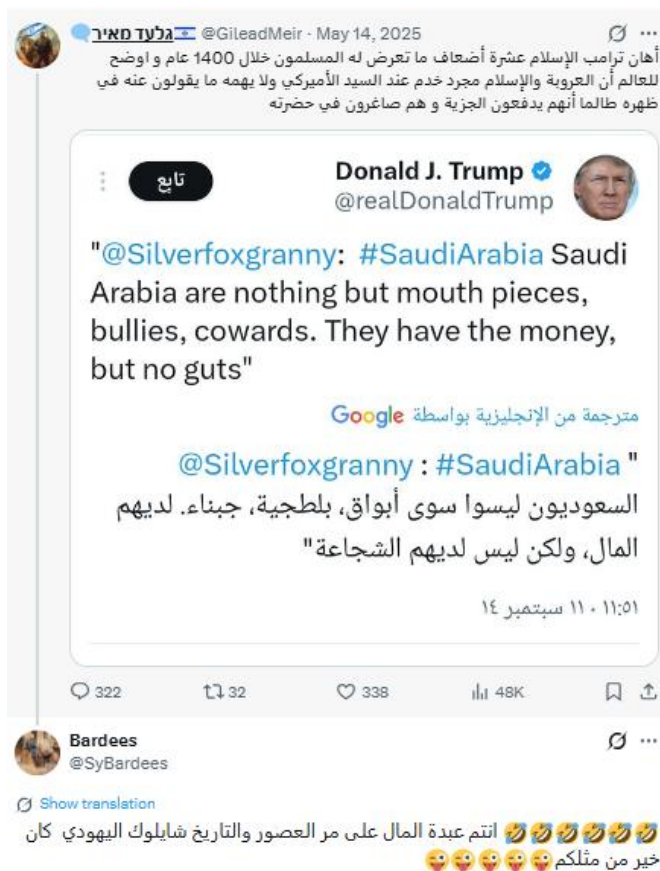 גלעד מאיר🇮🇱 @GileadMeir · May 14, 2025
أهان ترامب الإسلام عشرة أضعاف ما تعرض له المسلمون خلال 1400 عام و اوضح
للعالم أن العروبة والإسلام مجرد خدم عند السيد الأميركي ولا يهمه ما يقولون عنه في
ظهره طالما أنهم يدفعون الجزية و هم صاغرون في حضرته
Donald J. Trump
تابع
@realDonaldTrump
"@Silverfoxgranny: #SaudiArabia Saudi
Arabia are nothing but mouth pieces,
bullies, cowards. They have the money,
but no guts"
مترجمة من الإنجليزية بواسطة Google
" @Silverfoxgranny : #SaudiArabia
السعوديون ليسوا سوى أبواق، بلطجية، جبناء. لديهم
المال، ولكن ليس لديهم الشجاعة"
١١:٥١ · ١١ سبتمبر ١٤
322 32 338 48K
Bardees
@SyBardees
Show translation
🤣🤣🤣🤣🤣🤣 انتم عبدة المال على مر العصور والتاريخ شايلوك اليهودي كان
خير من مثلكم😜😜😜😜😜